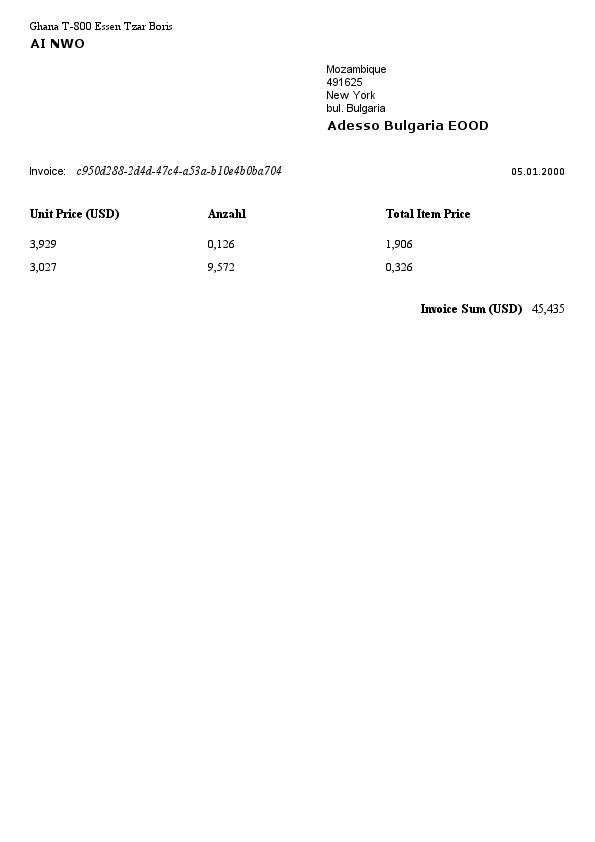 Ghana T-800 Essen Tzar Boris
AI NWO
Mozambique
491625
New York
bul. Bulgaria
Adesso Bulgaria EOOD
Invoice: c950d288-2d4d-47c4-a53a-b10e4b0ba704 05.01.2000
Unit Price (USD) Anzahl Total Item Price
3,929 0,126 1,906
3,027 9,572 0,326
Invoice Sum (USD) 45,435